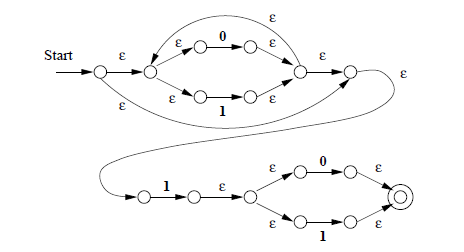 ε
ε 0 ε
Start ε ε ε
ε ε ε
1
ε
1 ε ε 0 ε
ε ε
1